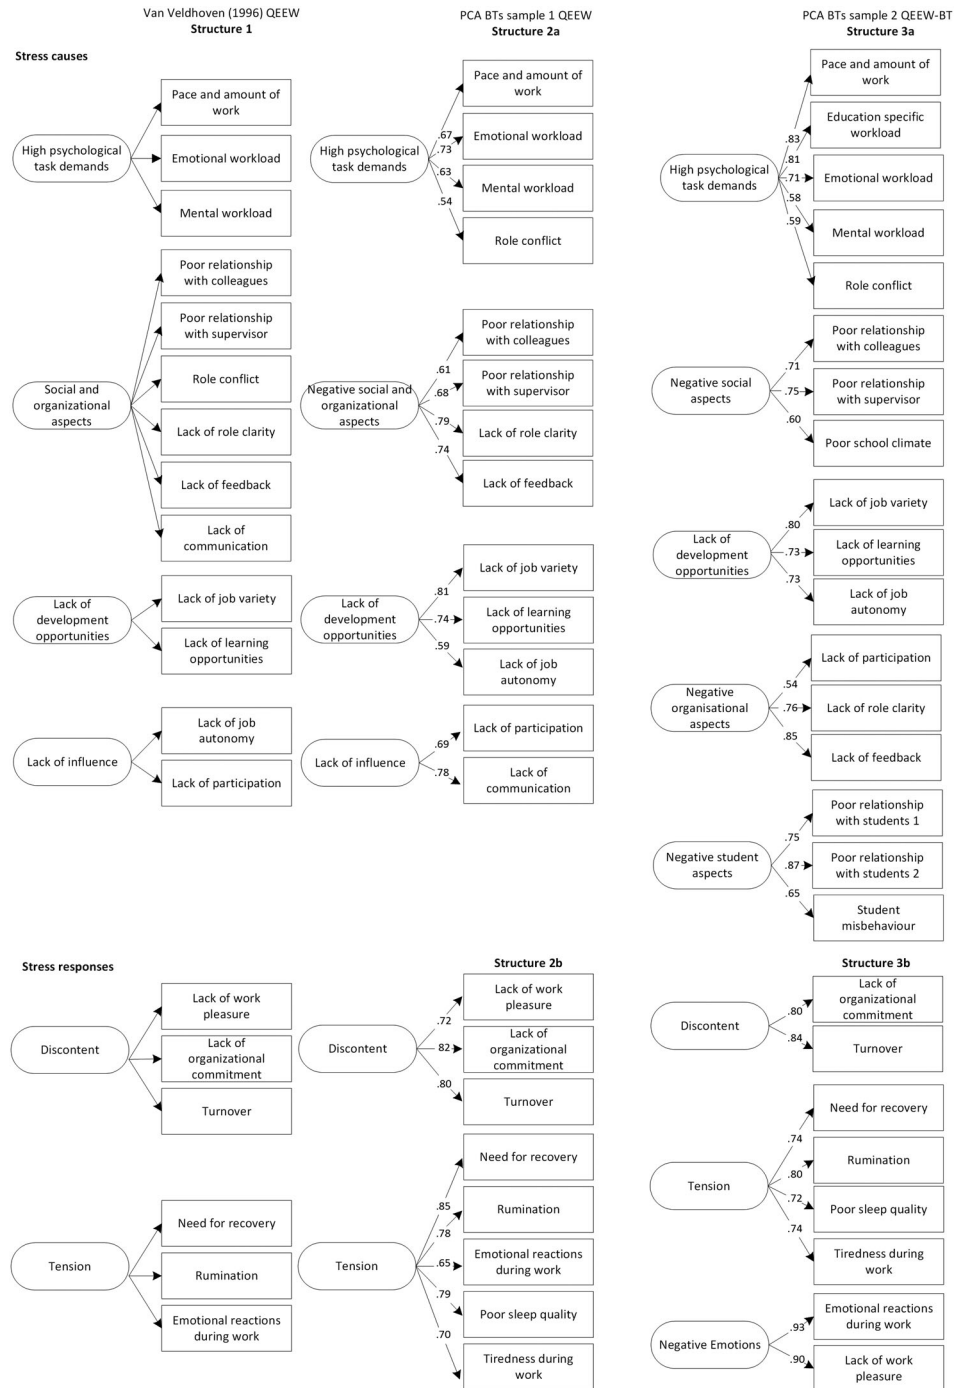 Van Veldhoven (1996) QEEW
Structure 1
Stress causes
High psychological
task demands
Pace and amount of
work
Emotional workload
Mental workload
Social and
organizational
aspects
Poor relationship
with colleagues
Poor relationship
with supervisor
Role conflict
Lack of role clarity
Lack of feedback
Lack of
communication
Lack of
development
opportunities
Lack of job variety
Lack of learning
opportunities
Lack of influence
Lack of job
autonomy
Lack of participation
PCA BTs sample 1 QEEW
Structure 2a
High psychological
task demands
.67
.73
.63
.54
Pace and amount of
work
Emotional workload
Mental workload
Role conflict
Negative social and
organizational
aspects
.61
.68
.79
.74
Poor relationship
with colleagues
Poor relationship
with supervisor
Lack of role clarity
Lack of feedback
Lack of
development
opportunities
.81
.74
.59
Lack of job variety
Lack of learning
opportunities
Lack of job
autonomy
Lack of influence
.69
.78
Lack of participation
Lack of
communication
PCA BTs sample 2 QEEW-BT
Structure 3a
High psychological
task demands
.83
.81
.71
.58
.59
Pace and amount of
work
Education specific
workload
Emotional workload
Mental workload
Role conflict
Negative social
aspects
.71
.75
.60
Poor relationship
with colleagues
Poor relationship
with supervisor
Poor school climate
Lack of
development
opportunities
.80
.73
.73
Lack of job variety
Lack of learning
opportunities
Lack of job
autonomy
Negative
organisational
aspects
.54
.76
.85
Lack of participation
Lack of role clarity
Lack of feedback
Negative student
aspects
.75
.87
.65
Poor relationship
with students 1
Poor relationship
with students 2
Student
misbehaviour
Stress responses
Discontent
Lack of work
pleasure
Lack of
organizational
commitment
Turnover
Tension
Need for recovery
Rumination
Emotional reactions
during work
Structure 2b
Discontent
.72
.82
.80
Lack of work
pleasure
Lack of
organizational
commitment
Turnover
Tension
.85
.78
.65
.79
.70
Need for recovery
Rumination
Emotional reactions
during work
Poor sleep quality
Tiredness during
work
Structure 3b
Discontent
.80
.84
Lack of
organizational
commitment
Turnover
Tension
.74
.80
.72
.74
Need for recovery
Rumination
Poor sleep quality
Tiredness during
work
Negative Emotions
.93
.90
Emotional reactions
during work
Lack of work
pleasure